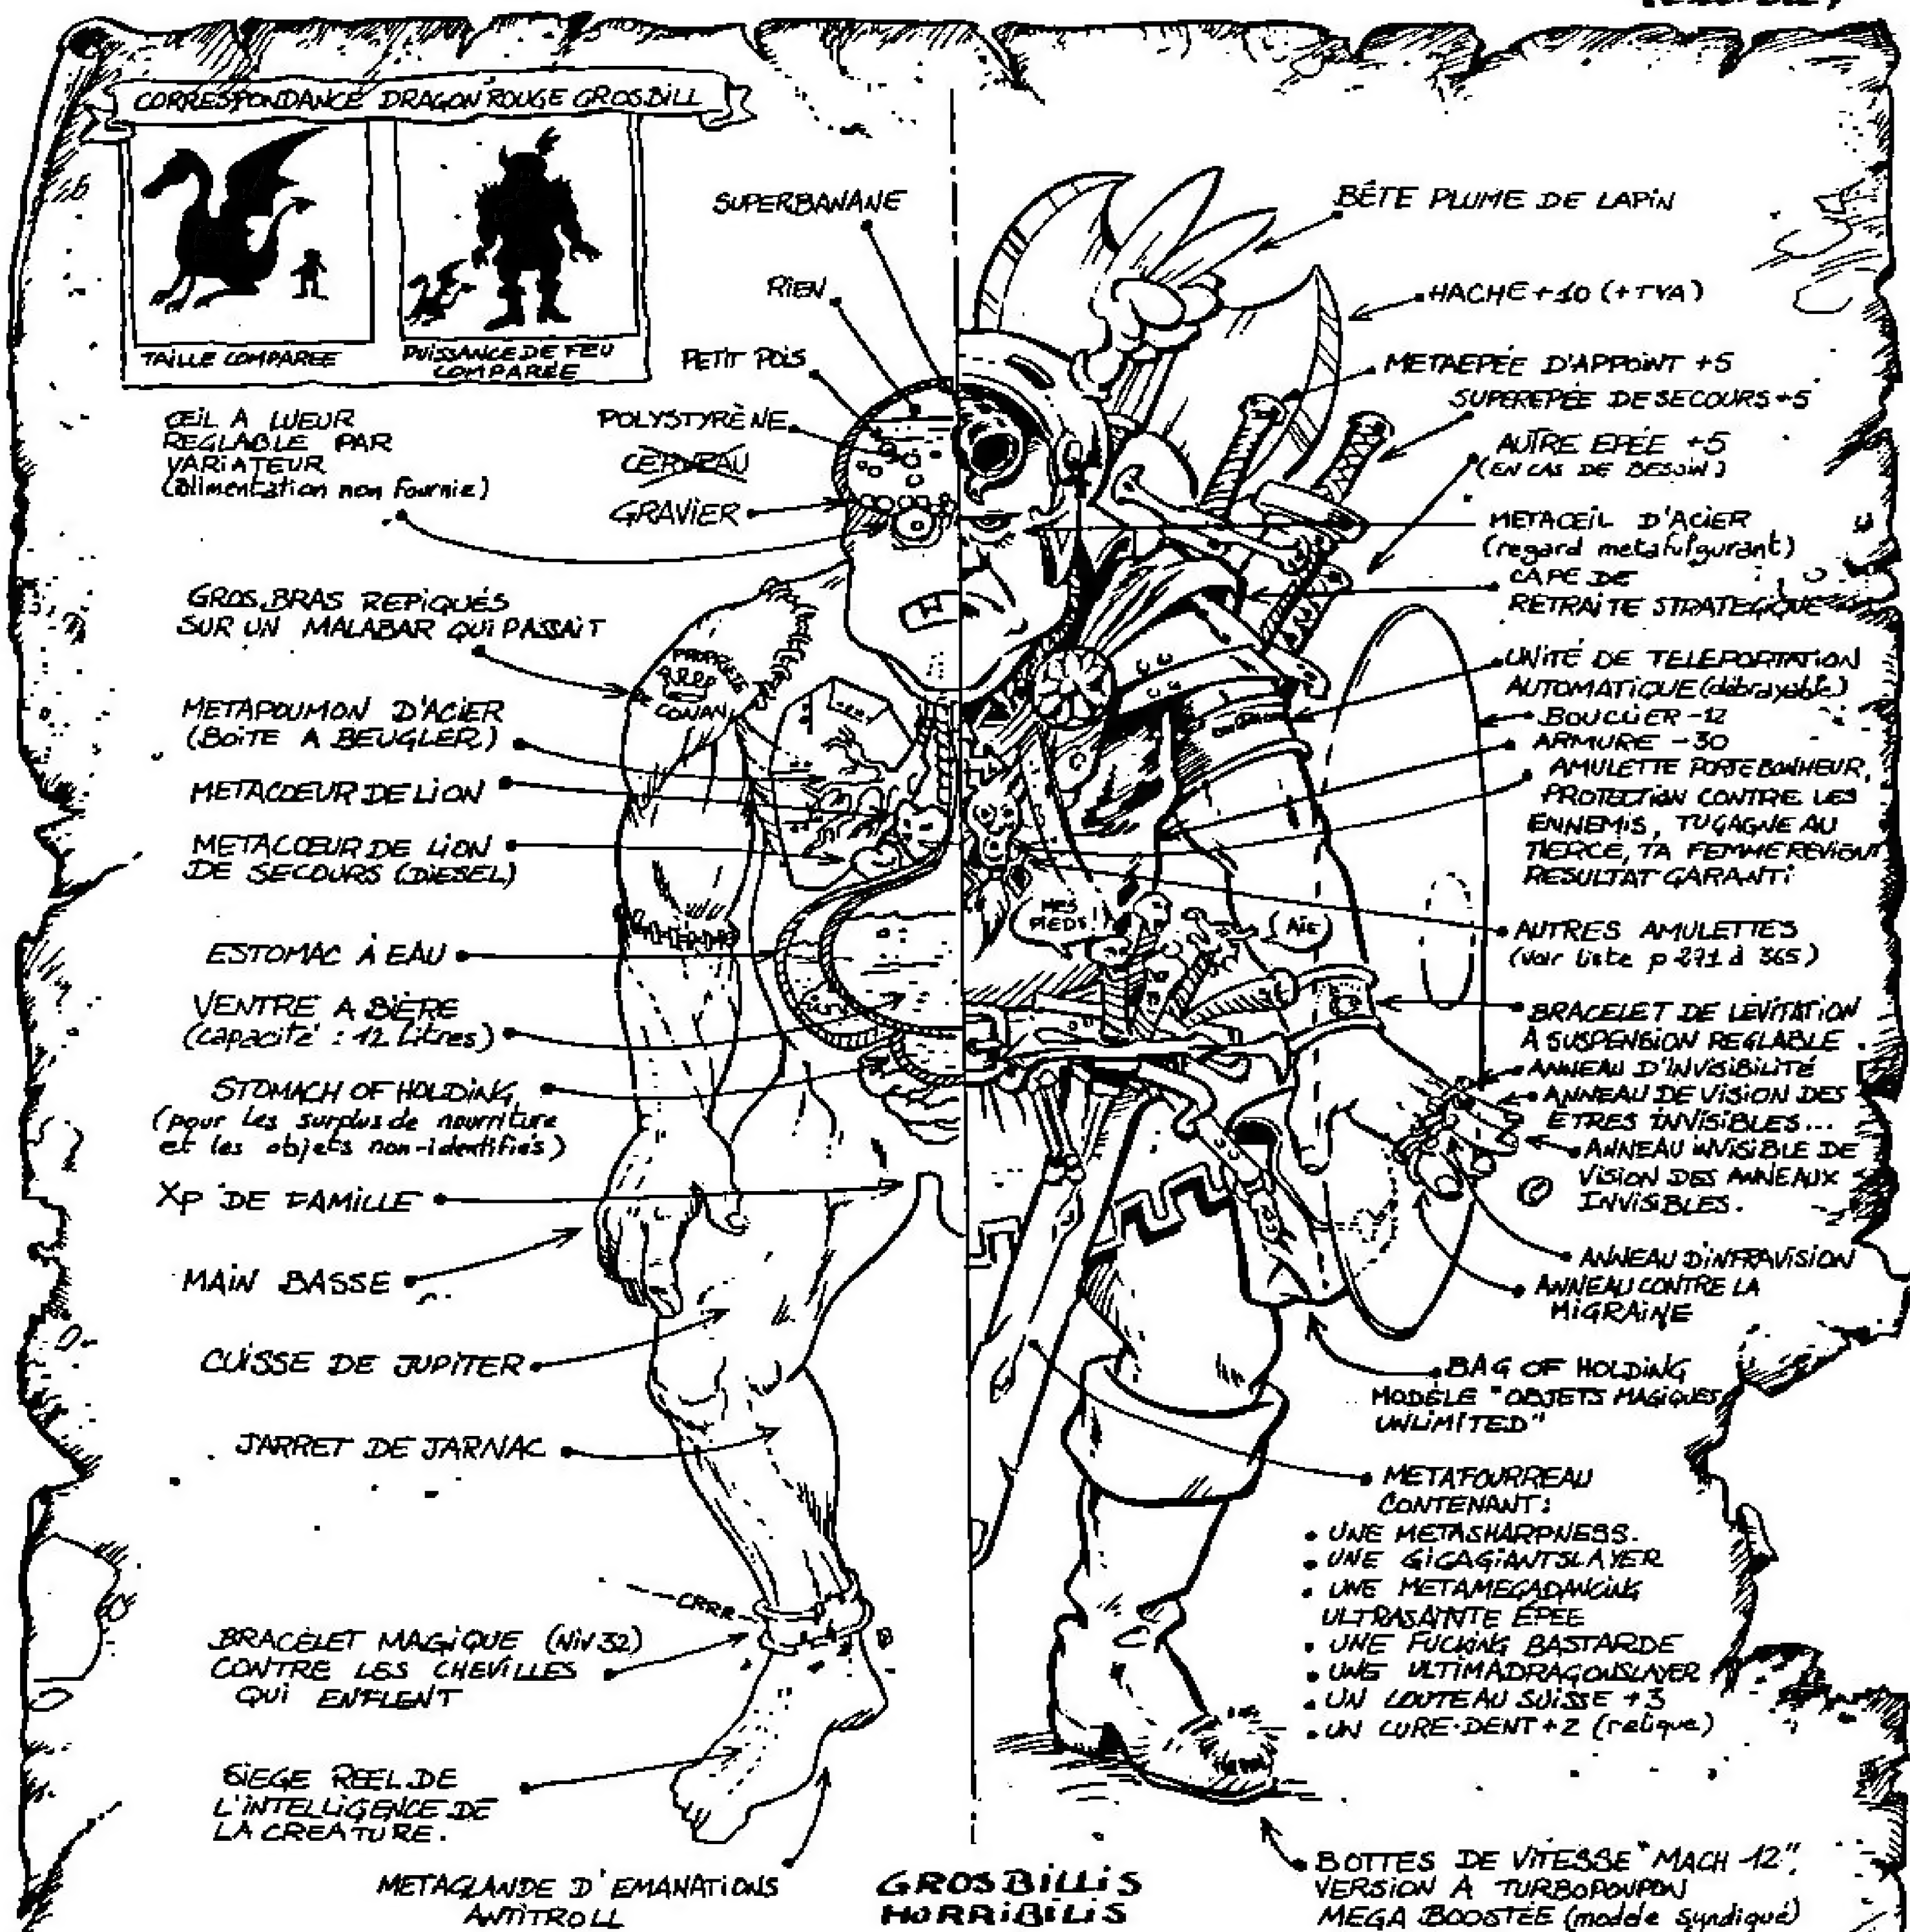 CORRESPONDANCE DRAGON ROUGE GROSBILL
TAILLE COMPAREE
PUISSANCE DE FEU
COMPARÉE
SUPERBANANE
RIEN
PETIT POIS
POLYSTYRÈNE
CERVEAU
GRAVIER
ŒIL A LUEUR
REGLABLE PAR
VARIATEUR
(alimentation non fournie)
GROS BRAS REPIQUÉS
SUR UN MALABAR QUI PASSAIT
PROPRIETE
R.R.P.P
CONAN
METAPOUMON D'ACIER
(BOITE A BEUGLER)
METACOEUR DE LION
METACŒUR DE LION
DE SECOURS (DIESEL)
ESTOMAC À EAU
VENTRE A BIÈRE
(capacité : 12 litres)
STOMACH OF HOLDING
(pour les surplus de nourriture
et les objets non-identifiés)
XP DE FAMILLE
MAIN BASSE
CUISSE DE JUPITER
JARRET DE JARNAC
CRRR
BRACELET MAGIQUE (NIV 32)
CONTRE LES CHEVILLES
QUI ENFLENT
SIEGE REEL DE
L'INTELLIGENCE DE
LA CREATURE.
METAGLANDE D'EMANATIONS
ANTITROLL
GROSBILLIS
HORRIBILIS
BÊTE PLUME DE LAPIN
HACHE +10 (+TVA)
METAEPÉE D'APPOINT +5
SUPEREPÉE DE SECOURS +5
AUTRE EPÉE +5
(EN CAS DE BESOIN)
METAŒIL D'ACIER
(regard metafulgurant)
CAPE DE
RETRAITE STRATEGIQUE
UNITÉ DE TELEPORTATION
AUTOMATIQUE (débrayable)
BOUCLIER -12
ARMURE -30
AMULETTE PORTE BONHEUR,
PROTECTION CONTRE LES
ENNEMIS, TU GAGNE AU
TIERCÉ, TA FEMME REVIENT
RESULTAT GARANTI
MES
PIEDS!
AÏE
AUTRES AMULETTES
(voir liste p 271 à 365)
BRACELET DE LEVITATION
A SUSPENSION REGLABLE
ANNEAU D'INVISIBILITÉ
ANNEAU DE VISION DES
ETRES INVISIBLES...
ANNEAU INVISIBLE DE
VISION DES ANNEAUX
INVISIBLES.
ANNEAU D'INFRAVISION
ANNEAU CONTRE LA
MIGRAINE
BAG OF HOLDING
MODÈLE "OBJETS MAGIQUES
UNLIMITED"
METAFOURREAU
CONTENANT:
• UNE METASHARPNESS.
• UNE GIGAGIANTSLAYER
• UNE METAMEGADANCING
ULTRASAINTE ÉPEE
• UNE FUCKING BASTARDE
• UNE ULTIMADRAGONSLAYER
• UN COUTEAU SUISSE +3
• UN CURE-DENT +2 (relique)
BOTTES DE VITESSE "MACH 12"
VERSION A TURBOPOUPON
MEGA BOOSTÉE (modèle syndiqué)